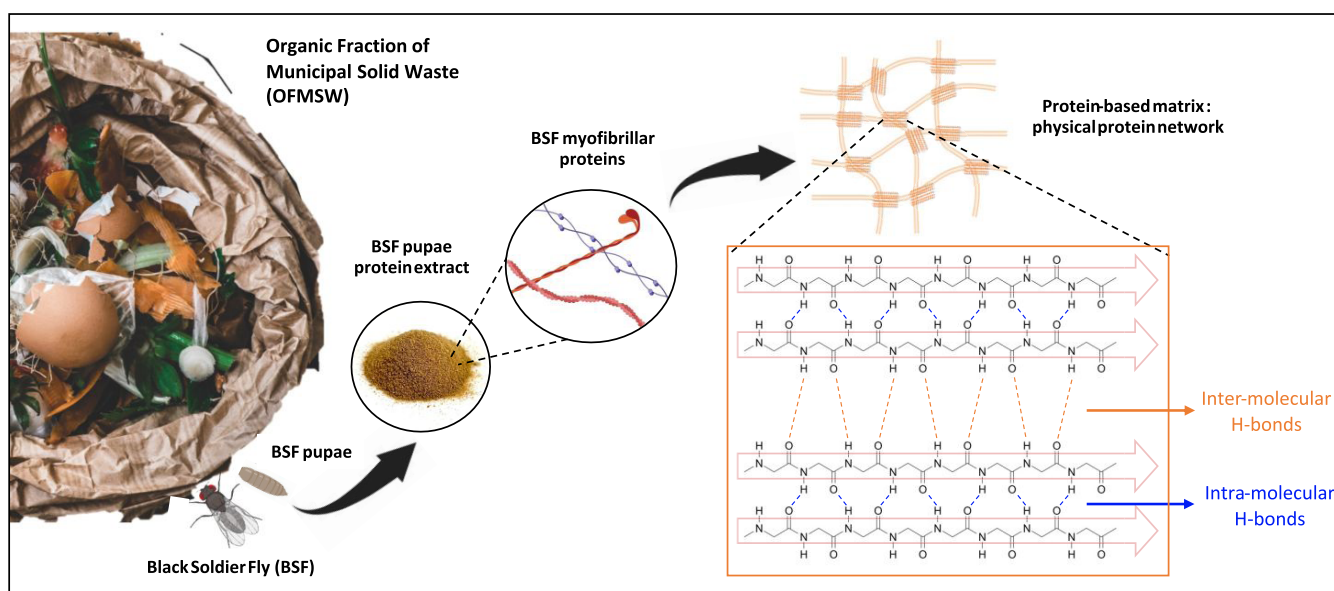 Organic Fraction of
Municipal Solid Waste
(OFMSW)
BSF myofibrillar
proteins
Protein-based matrix :
physical protein network
BSF pupae
protein extract
BSF pupae
Black Soldier Fly (BSF)
H O H O H O H O
N N N N N N N N
H O H O H O H O
H O H O H O H O
N N N N N N N N
H O H O H O H O
Inter-molecular
H-bonds
H O H O H O H O
N N N N N N N N
H O H O H O H O
Intra-molecular
H-bonds
H O H O H O H O
N N N N N N N N
H O H O H O H O